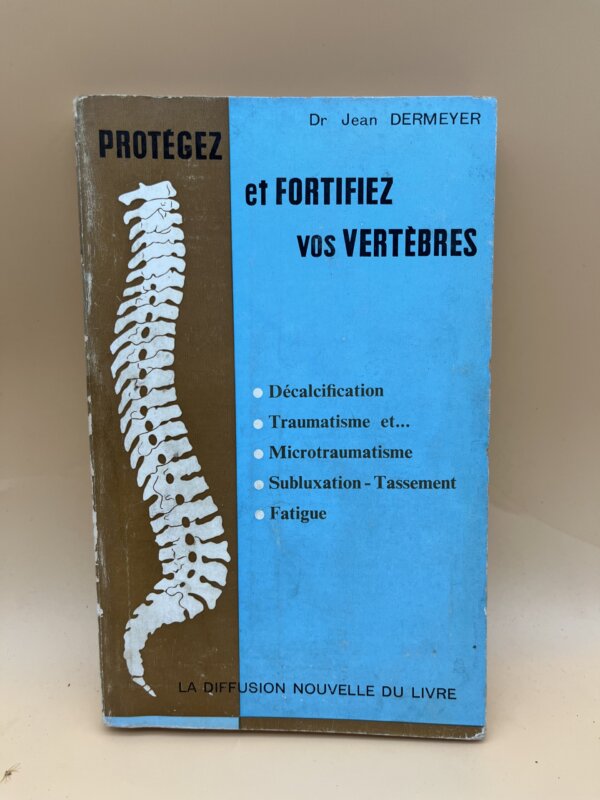 Dr Jean DERMEYER
PROTÉGEZ
et FORTIFIEZ
VOS VERTÈBRES
Décalcification
Traumatisme et...
Microtraumatisme
Subluxation - Tassement
Fatigue
LA DIFFUSION NOUVELLE DU LIVRE